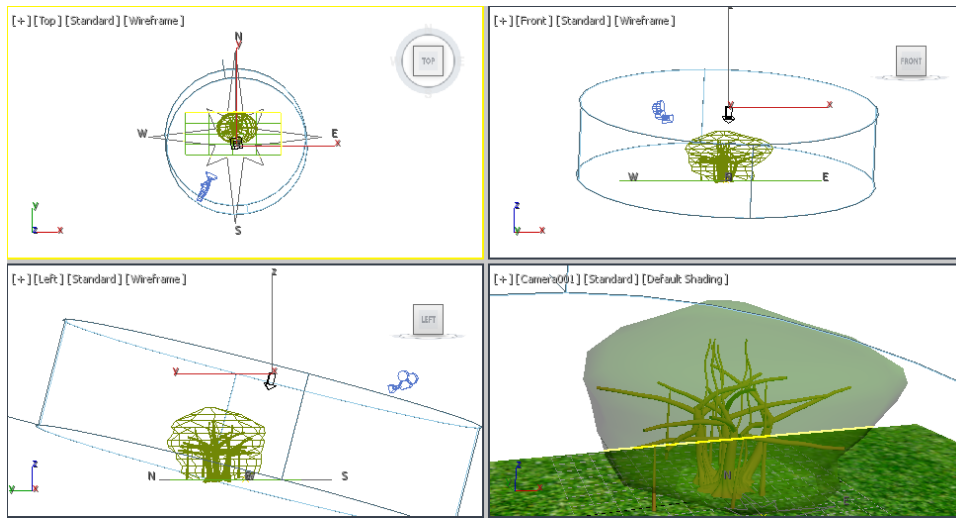 [+] [Top] [Standard] [Wireframe]
N
y
TOP
W
E
x
S
y
z
x
[+] [Front] [Standard] [Wireframe]
FRONT
x
W
N
E
z
y
x
[+] [Left] [Standard] [Wireframe]
z
LEFT
y
x
N
S
z
y
x
[+] [Camera001] [Standard] [Default Shading]
N